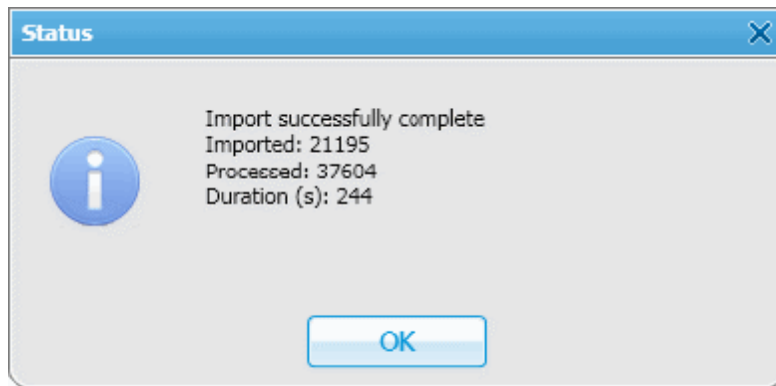 Status
Import successfully complete
Imported: 21195
Processed: 37604
Duration (s): 244
OK